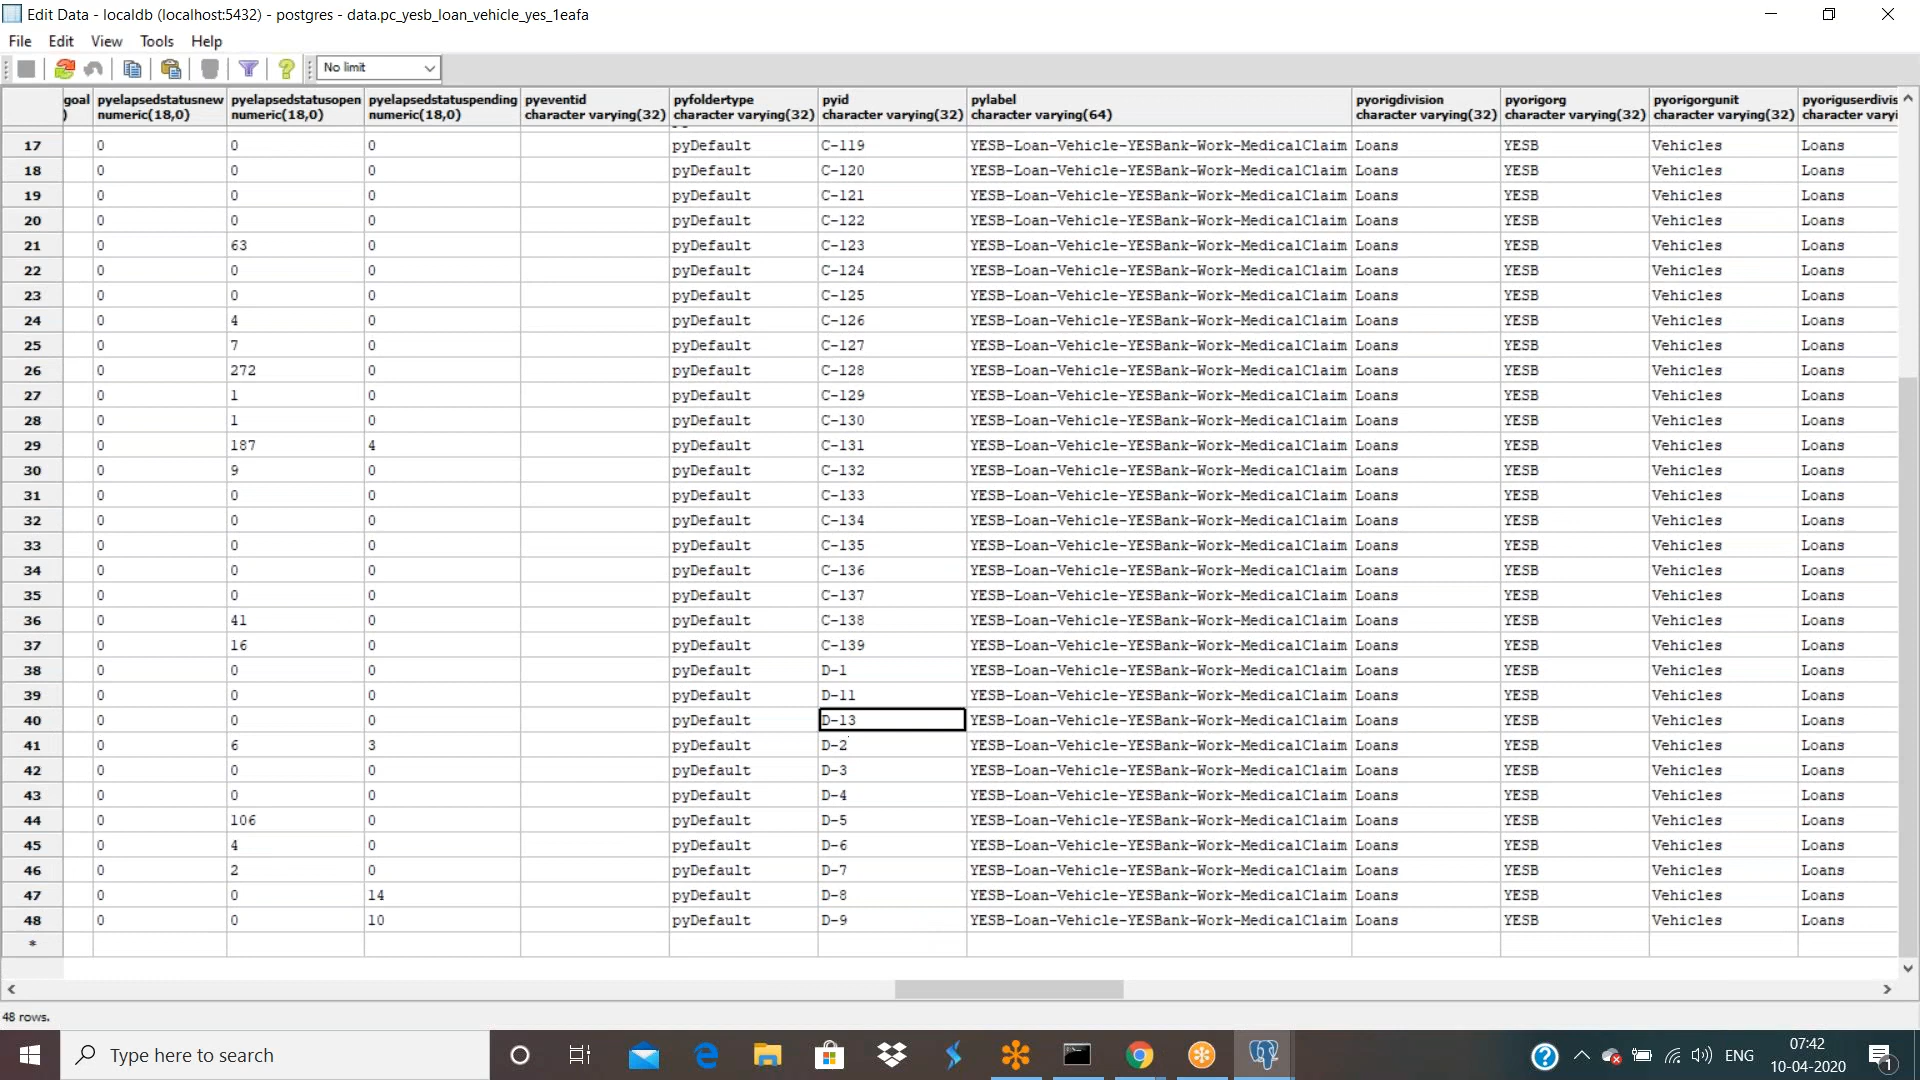 Edit Data - localdb (localhost:5432) - postgres - data.pc_yesb_loan_vehicle_yes_1eafa
File Edit View Tools Help
No limit
goal pyelapsedstatusnew pyelapsedstatusopen pyelapsedstatuspending pyeventid pyfoldertype pyid pylabel pyorigdivision pyorigorg pyorigorgunit pyoriguserdivis
) numeric(18,0) numeric(18,0) numeric(18,0) character varying(32) character varying(32) character varying(32) character varying(64) character varying(32) character varying(32) character varying(32) character varyi
17 0 0 0 pyDefault C-119 YESB-Loan-Vehicle-YESBank-Work-MedicalClaim Loans YESB Vehicles Loans
18 0 0 0 pyDefault C-120 YESB-Loan-Vehicle-YESBank-Work-MedicalClaim Loans YESB Vehicles Loans
19 0 0 0 pyDefault C-121 YESB-Loan-Vehicle-YESBank-Work-MedicalClaim Loans YESB Vehicles Loans
20 0 0 0 pyDefault C-122 YESB-Loan-Vehicle-YESBank-Work-MedicalClaim Loans YESB Vehicles Loans
21 0 63 0 pyDefault C-123 YESB-Loan-Vehicle-YESBank-Work-MedicalClaim Loans YESB Vehicles Loans
22 0 0 0 pyDefault C-124 YESB-Loan-Vehicle-YESBank-Work-MedicalClaim Loans YESB Vehicles Loans
23 0 0 0 pyDefault C-125 YESB-Loan-Vehicle-YESBank-Work-MedicalClaim Loans YESB Vehicles Loans
24 0 4 0 pyDefault C-126 YESB-Loan-Vehicle-YESBank-Work-MedicalClaim Loans YESB Vehicles Loans
25 0 7 0 pyDefault C-127 YESB-Loan-Vehicle-YESBank-Work-MedicalClaim Loans YESB Vehicles Loans
26 0 272 0 pyDefault C-128 YESB-Loan-Vehicle-YESBank-Work-MedicalClaim Loans YESB Vehicles Loans
27 0 1 0 pyDefault C-129 YESB-Loan-Vehicle-YESBank-Work-MedicalClaim Loans YESB Vehicles Loans
28 0 1 0 pyDefault C-130 YESB-Loan-Vehicle-YESBank-Work-MedicalClaim Loans YESB Vehicles Loans
29 0 187 4 pyDefault C-131 YESB-Loan-Vehicle-YESBank-Work-MedicalClaim Loans YESB Vehicles Loans
30 0 9 0 pyDefault C-132 YESB-Loan-Vehicle-YESBank-Work-MedicalClaim Loans YESB Vehicles Loans
31 0 0 0 pyDefault C-133 YESB-Loan-Vehicle-YESBank-Work-MedicalClaim Loans YESB Vehicles Loans
32 0 0 0 pyDefault C-134 YESB-Loan-Vehicle-YESBank-Work-MedicalClaim Loans YESB Vehicles Loans
33 0 0 0 pyDefault C-135 YESB-Loan-Vehicle-YESBank-Work-MedicalClaim Loans YESB Vehicles Loans
34 0 0 0 pyDefault C-136 YESB-Loan-Vehicle-YESBank-Work-MedicalClaim Loans YESB Vehicles Loans
35 0 0 0 pyDefault C-137 YESB-Loan-Vehicle-YESBank-Work-MedicalClaim Loans YESB Vehicles Loans
36 0 41 0 pyDefault C-138 YESB-Loan-Vehicle-YESBank-Work-MedicalClaim Loans YESB Vehicles Loans
37 0 16 0 pyDefault C-139 YESB-Loan-Vehicle-YESBank-Work-MedicalClaim Loans YESB Vehicles Loans
38 0 0 0 pyDefault D-1 YESB-Loan-Vehicle-YESBank-Work-MedicalClaim Loans YESB Vehicles Loans
39 0 0 0 pyDefault D-11 YESB-Loan-Vehicle-YESBank-Work-MedicalClaim Loans YESB Vehicles Loans
40 0 0 0 pyDefault D-13 YESB-Loan-Vehicle-YESBank-Work-MedicalClaim Loans YESB Vehicles Loans
41 0 6 3 pyDefault D-2 YESB-Loan-Vehicle-YESBank-Work-MedicalClaim Loans YESB Vehicles Loans
42 0 0 0 pyDefault D-3 YESB-Loan-Vehicle-YESBank-Work-MedicalClaim Loans YESB Vehicles Loans
43 0 0 0 pyDefault D-4 YESB-Loan-Vehicle-YESBank-Work-MedicalClaim Loans YESB Vehicles Loans
44 0 106 0 pyDefault D-5 YESB-Loan-Vehicle-YESBank-Work-MedicalClaim Loans YESB Vehicles Loans
45 0 4 0 pyDefault D-6 YESB-Loan-Vehicle-YESBank-Work-MedicalClaim Loans YESB Vehicles Loans
46 0 2 0 pyDefault D-7 YESB-Loan-Vehicle-YESBank-Work-MedicalClaim Loans YESB Vehicles Loans
47 0 0 14 pyDefault D-8 YESB-Loan-Vehicle-YESBank-Work-MedicalClaim Loans YESB Vehicles Loans
48 0 0 10 pyDefault D-9 YESB-Loan-Vehicle-YESBank-Work-MedicalClaim Loans YESB Vehicles Loans
*
48 rows.
Type here to search
ENG
07:42
10-04-2020
1